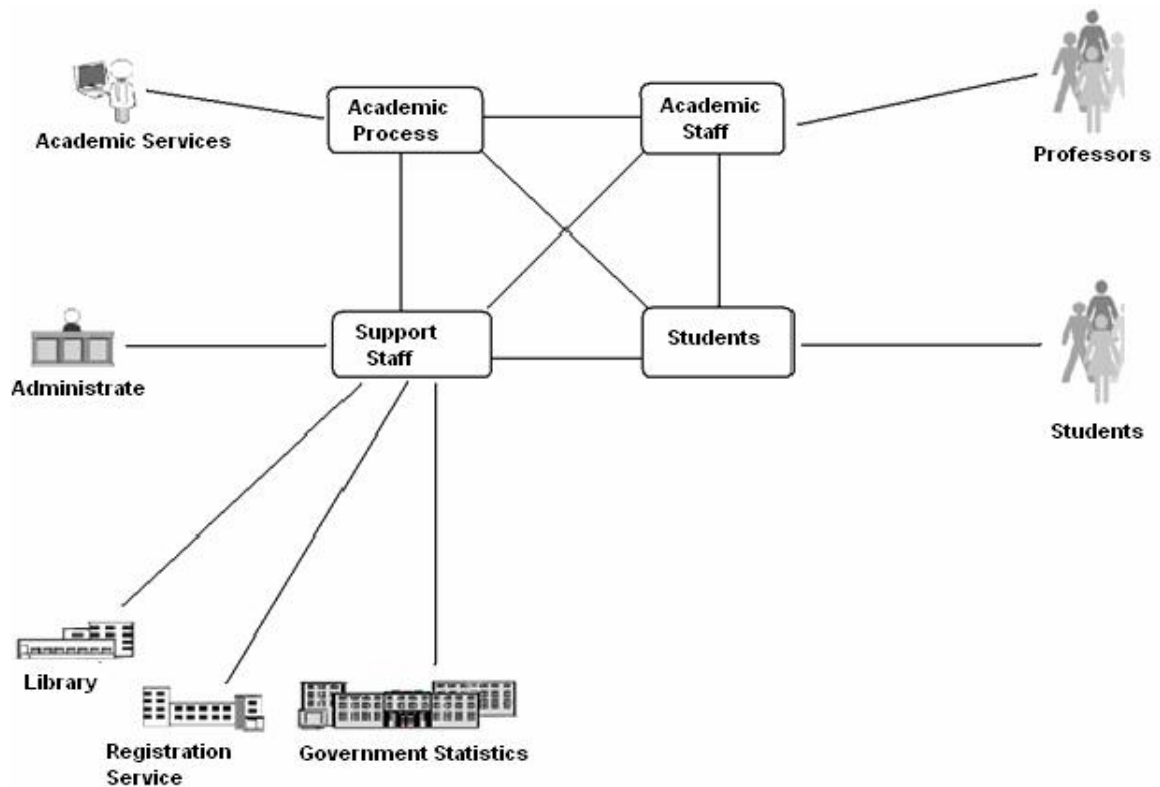 Academic Services
Academic
Process
Academic
Staff
Professors
Administrate
Support
Staff
Students
Students
Library
Registration
Service
Government Statistics